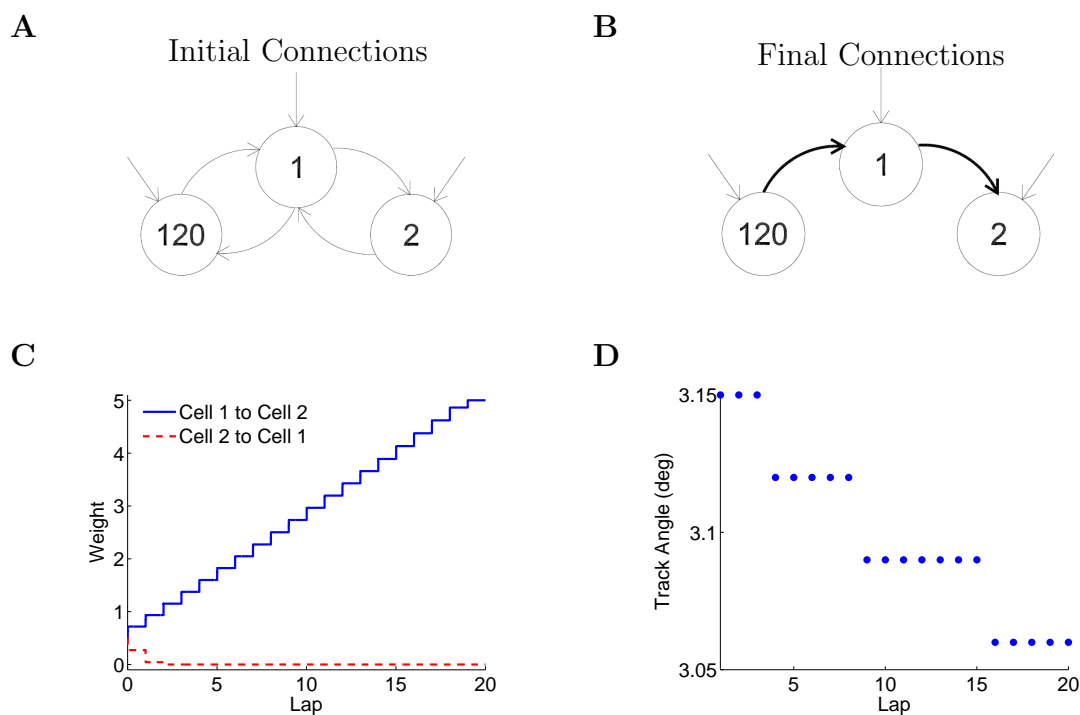 A
Initial Connections
1
120
2
B
Final Connections
1
120
2
C
5
4
3
2
1
0
Weight
Cell 1 to Cell 2
Cell 2 to Cell 1
0 5 10 15 20
Lap
D
3.15
3.1
3.05
Track Angle (deg)
5 10 15 20
Lap